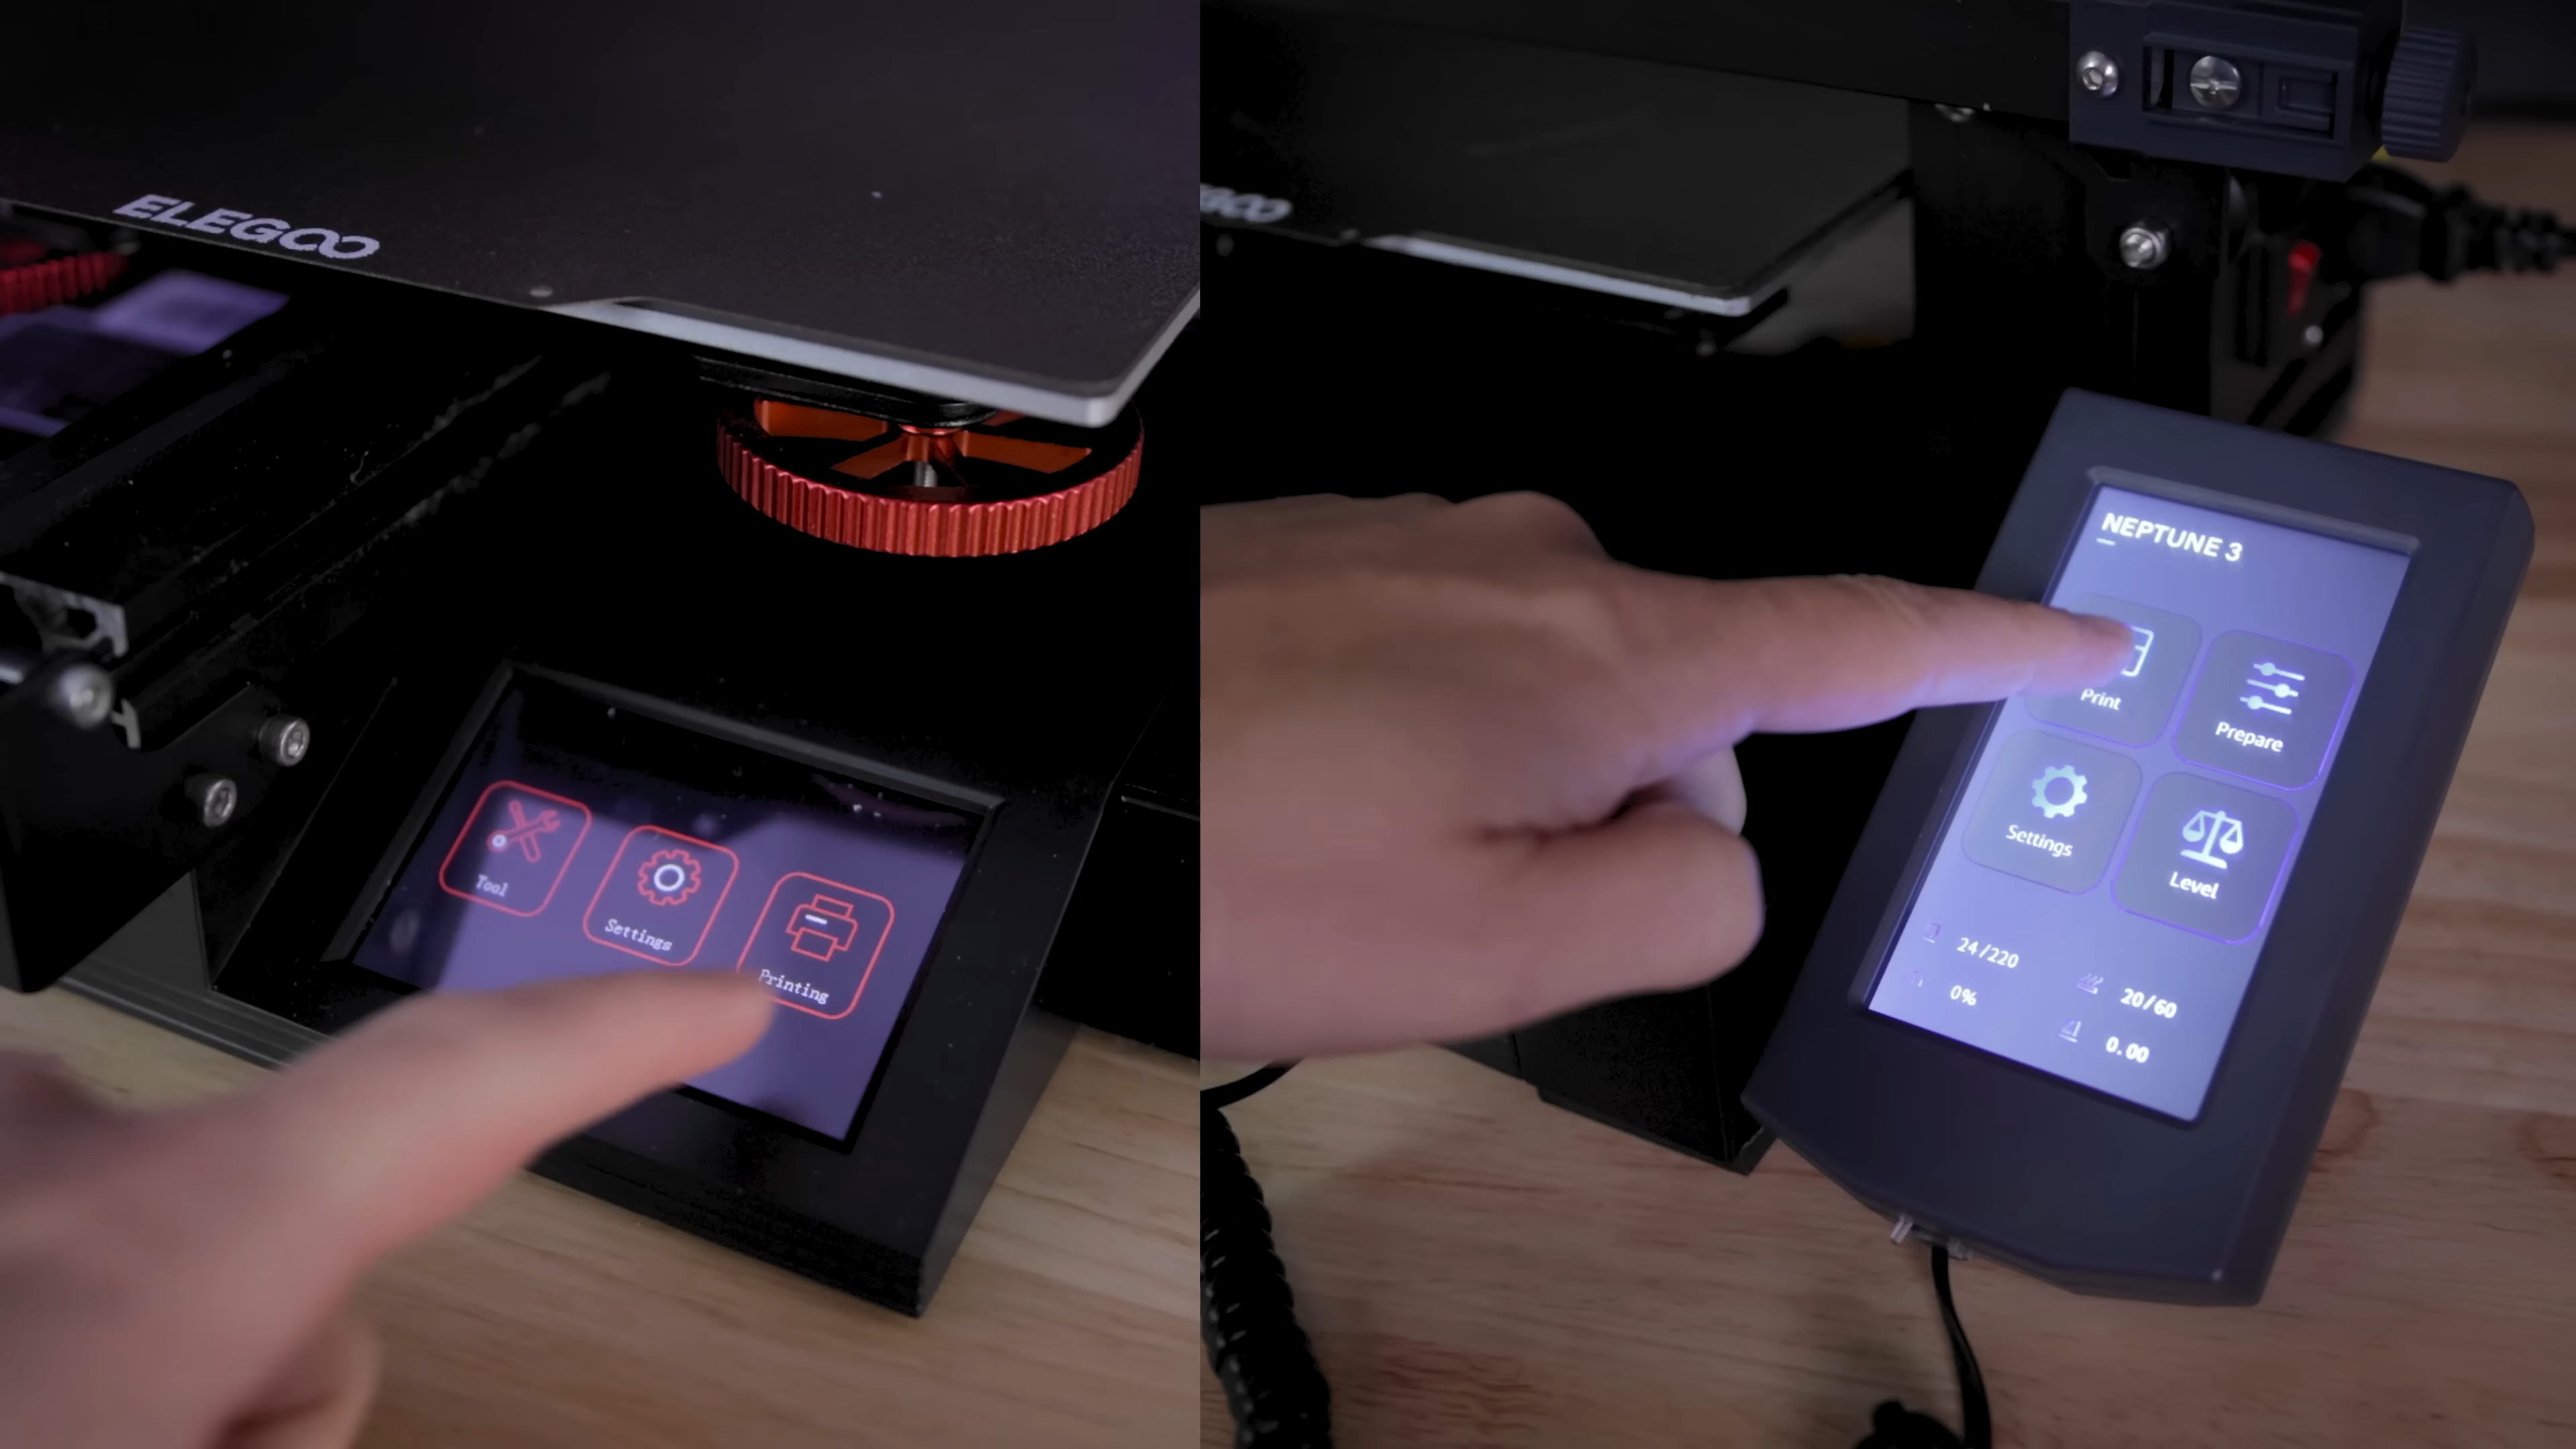 ELEGOO
Tool
Settings
Printing
NEPTUNE 3
Print
Prepare
Settings
Level
24/220
20/60
0%
0.00